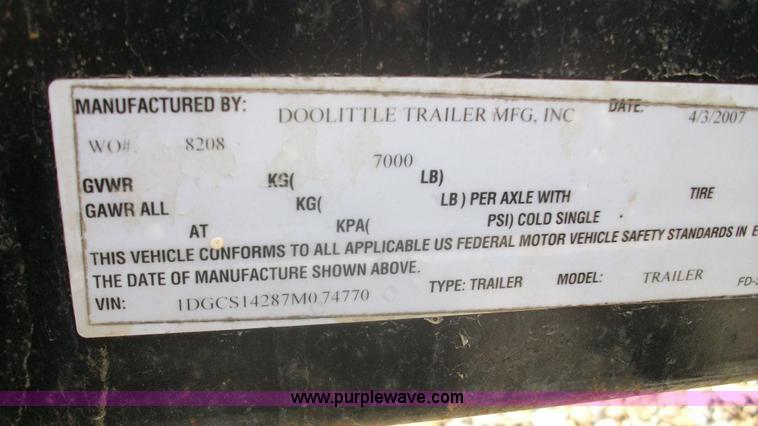 MANUFACTURED BY: DOOLITTLE TRAILER MFG, INC DATE: 4/3/2007
WO#. 8208
7000
GVWR KG( LB)
GAWR ALL KG( LB ) PER AXLE WITH TIRE
AT KPA( PSI) COLD SINGLE
THIS VEHICLE CONFORMS TO ALL APPLICABLE US FEDERAL MOTOR VEHICLE SAFETY STANDARDS IN E
THE DATE OF MANUFACTURE SHOWN ABOVE.
VIN: 1DGCS14287M074770 TYPE: TRAILER MODEL: TRAILER FD-
www.purplewave.com